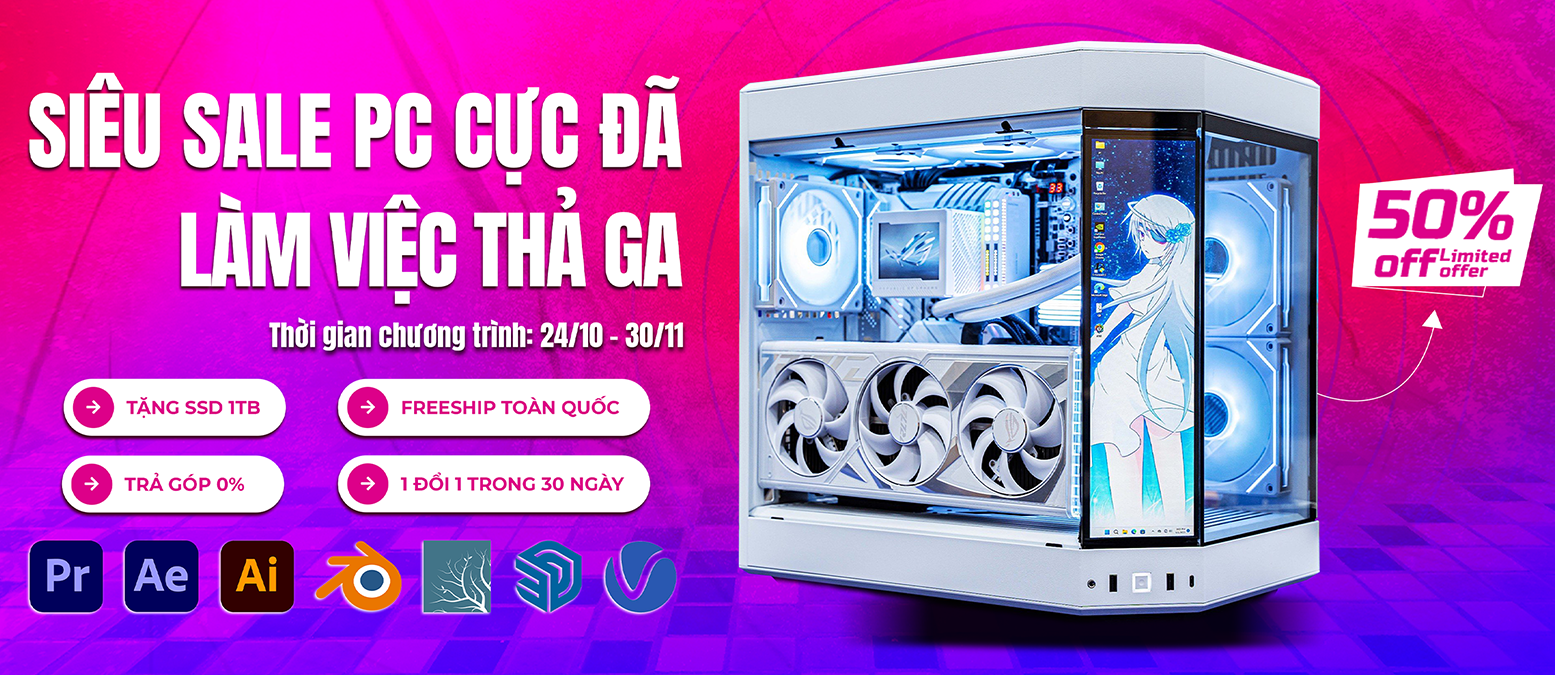 SIÊU SALE PC CỰC ĐÃ
LÀM VIỆC THẢ GA
Thời gian chương trình: 24/10 - 30/11
TẶNG SSD 1TB
FREESHIP TOÀN QUỐC
TRẢ GÓP 0%
1 ĐỔI 1 TRONG 30 NGÀY
Pr
Ae
Ai
33
50%
off Limited
offer